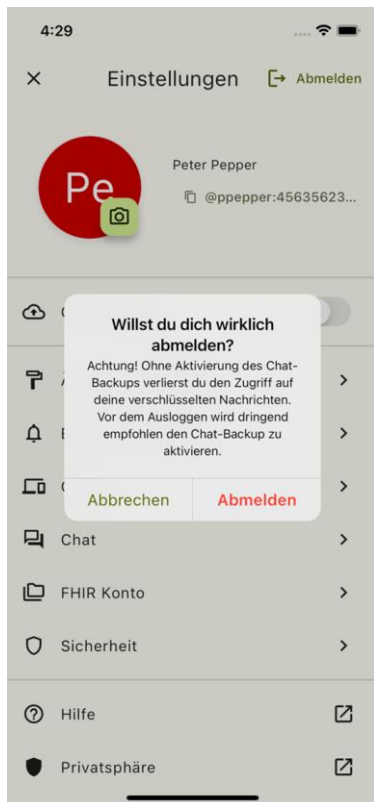 4:29
Einstellungen
Abmelden
Pe
Peter Pepper
@ppepper:45635623...
Willst du dich wirklich
abmelden?
Achtung! Ohne Aktivierung des Chat-
Backups verlierst du den Zugriff auf
deine verschlüsselten Nachrichten.
Vor dem Ausloggen wird dringend
empfohlen den Chat-Backup zu
aktivieren.
Abbrechen
Abmelden
Chat
FHIR Konto
Sicherheit
Hilfe
Privatsphäre